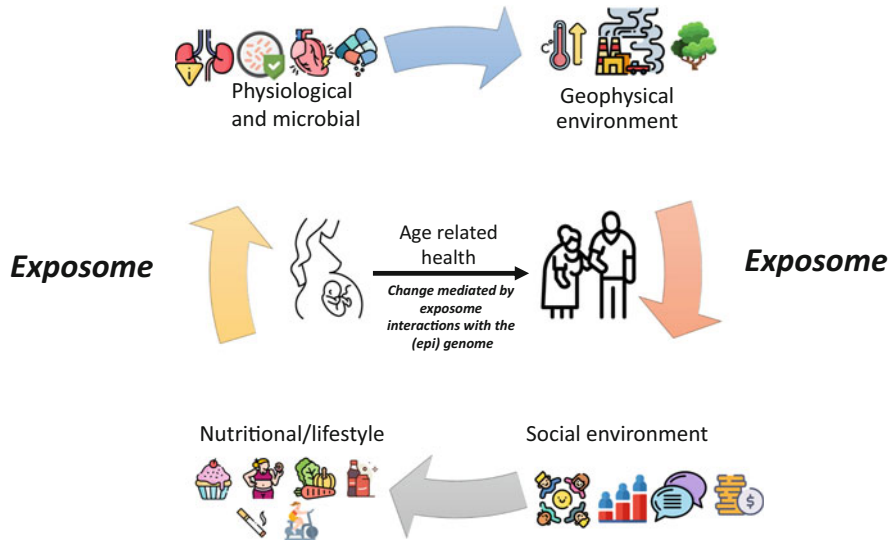 Physiological
and microbial
Geophysical
environment
Exposome
Age related
health
Change mediated by
exposome
interactions with the
(epi) genome
Exposome
Nutritional/lifestyle
Social environment
C°
$